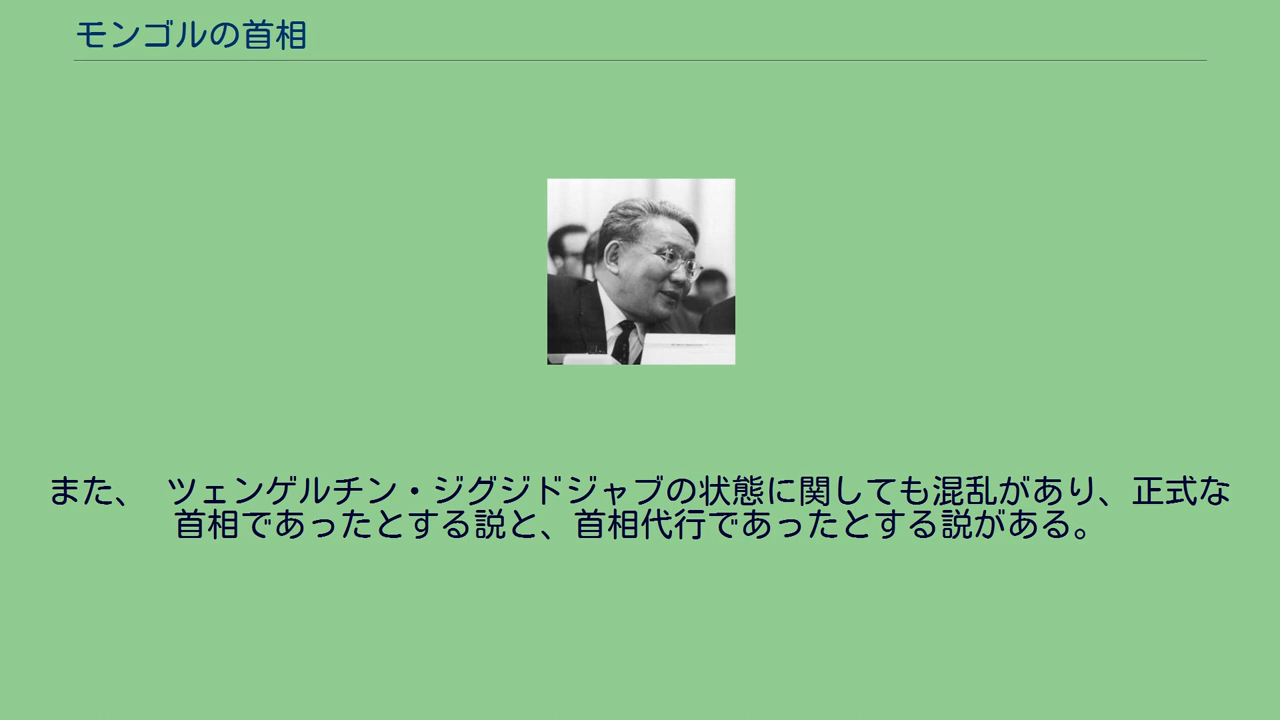 モンゴルの首相
また、 ツェンゲルチン・ジグジドジャブの状態に関しても混乱があり、正式な
首相であったとする説と、首相代行であったとする説がある。